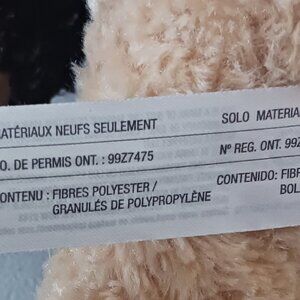 ATÉRIAUX NEUFS SEULEMENT
SOLO MATERIA
O. DE PERMIS ONT. : 99Z7475
Nº REG. ONT. 99Z
ONTENU : FIBRES POLYESTER /
GRANULÉS DE POLYPROPYLÈNE
CONTENIDO: FIB
BOL